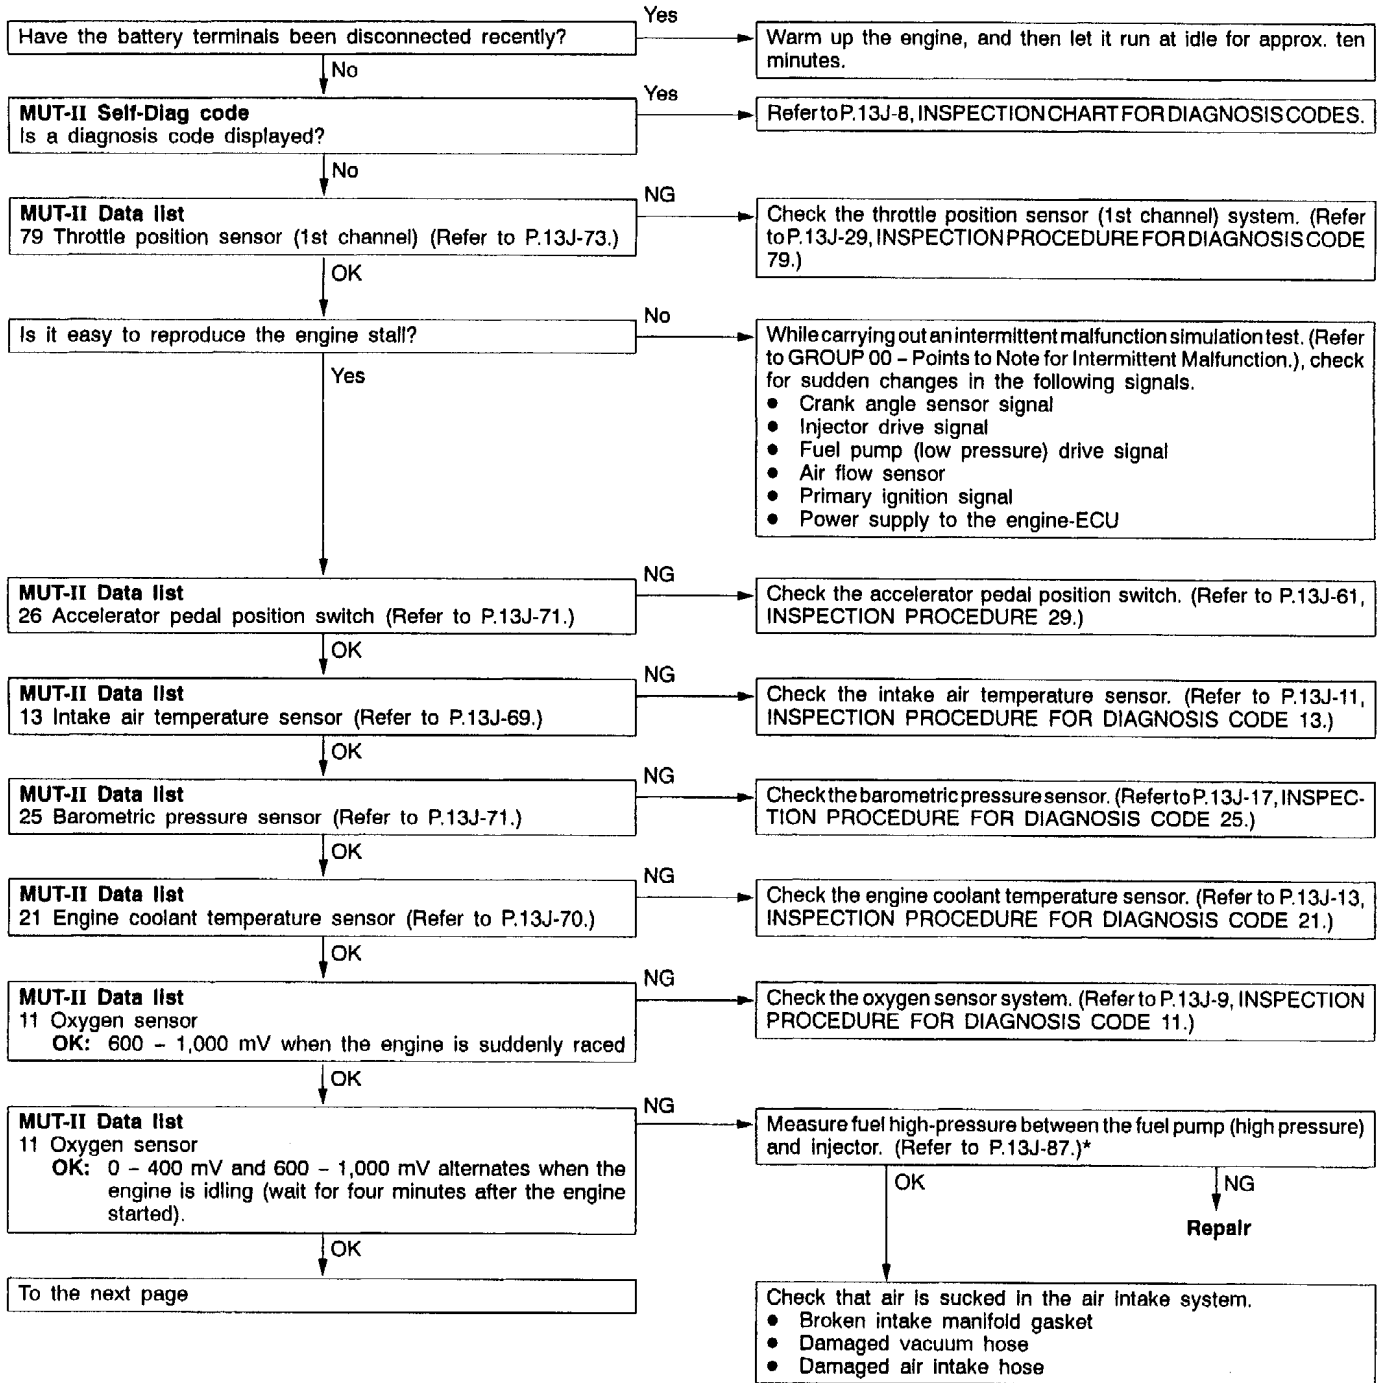 Have the battery terminals been disconnected recently?
Yes
Warm up the engine, and then let it run at idle for approx. ten
minutes.
No
MUT-II Self-Diag code
Is a diagnosis code displayed?
Yes
Refer to P.13J-8, INSPECTION CHART FOR DIAGNOSIS CODES.
No
MUT-II Data list
79 Throttle position sensor (1st channel) (Refer to P.13J-73.)
NG
Check the throttle position sensor (1st channel) system. (Refer
to P.13J-29, INSPECTION PROCEDURE FOR DIAGNOSIS CODE
79.)
OK
Is it easy to reproduce the engine stall?
No
While carrying out an intermittent malfunction simulation test. (Refer
to GROUP 00 – Points to Note for Intermittent Malfunction.), check
for sudden changes in the following signals.
● Crank angle sensor signal
● Injector drive signal
● Fuel pump (low pressure) drive signal
● Air flow sensor
● Primary ignition signal
● Power supply to the engine-ECU
Yes
MUT-II Data list
26 Accelerator pedal position switch (Refer to P.13J-71.)
NG
Check the accelerator pedal position switch. (Refer to P.13J-61,
INSPECTION PROCEDURE 29.)
OK
MUT-II Data list
13 Intake air temperature sensor (Refer to P.13J-69.)
NG
Check the intake air temperature sensor. (Refer to P.13J-11,
INSPECTION PROCEDURE FOR DIAGNOSIS CODE 13.)
OK
MUT-II Data list
25 Barometric pressure sensor (Refer to P.13J-71.)
NG
Check the barometric pressure sensor. (Refer to P.13J-17, INSPEC-
TION PROCEDURE FOR DIAGNOSIS CODE 25.)
OK
MUT-II Data list
21 Engine coolant temperature sensor (Refer to P.13J-70.)
NG
Check the engine coolant temperature sensor. (Refer to P.13J-13,
INSPECTION PROCEDURE FOR DIAGNOSIS CODE 21.)
OK
MUT-II Data list
11 Oxygen sensor
OK: 600 – 1,000 mV when the engine is suddenly raced
NG
Check the oxygen sensor system. (Refer to P.13J-9, INSPECTION
PROCEDURE FOR DIAGNOSIS CODE 11.)
OK
MUT-II Data list
11 Oxygen sensor
OK: 0 – 400 mV and 600 – 1,000 mV alternates when the
engine is idling (wait for four minutes after the engine
started).
NG
Measure fuel high-pressure between the fuel pump (high pressure)
and injector. (Refer to P.13J-87.)*
OK
NG
Repair
OK
To the next page
Check that air is sucked in the air intake system.
● Broken intake manifold gasket
● Damaged vacuum hose
● Damaged air intake hose